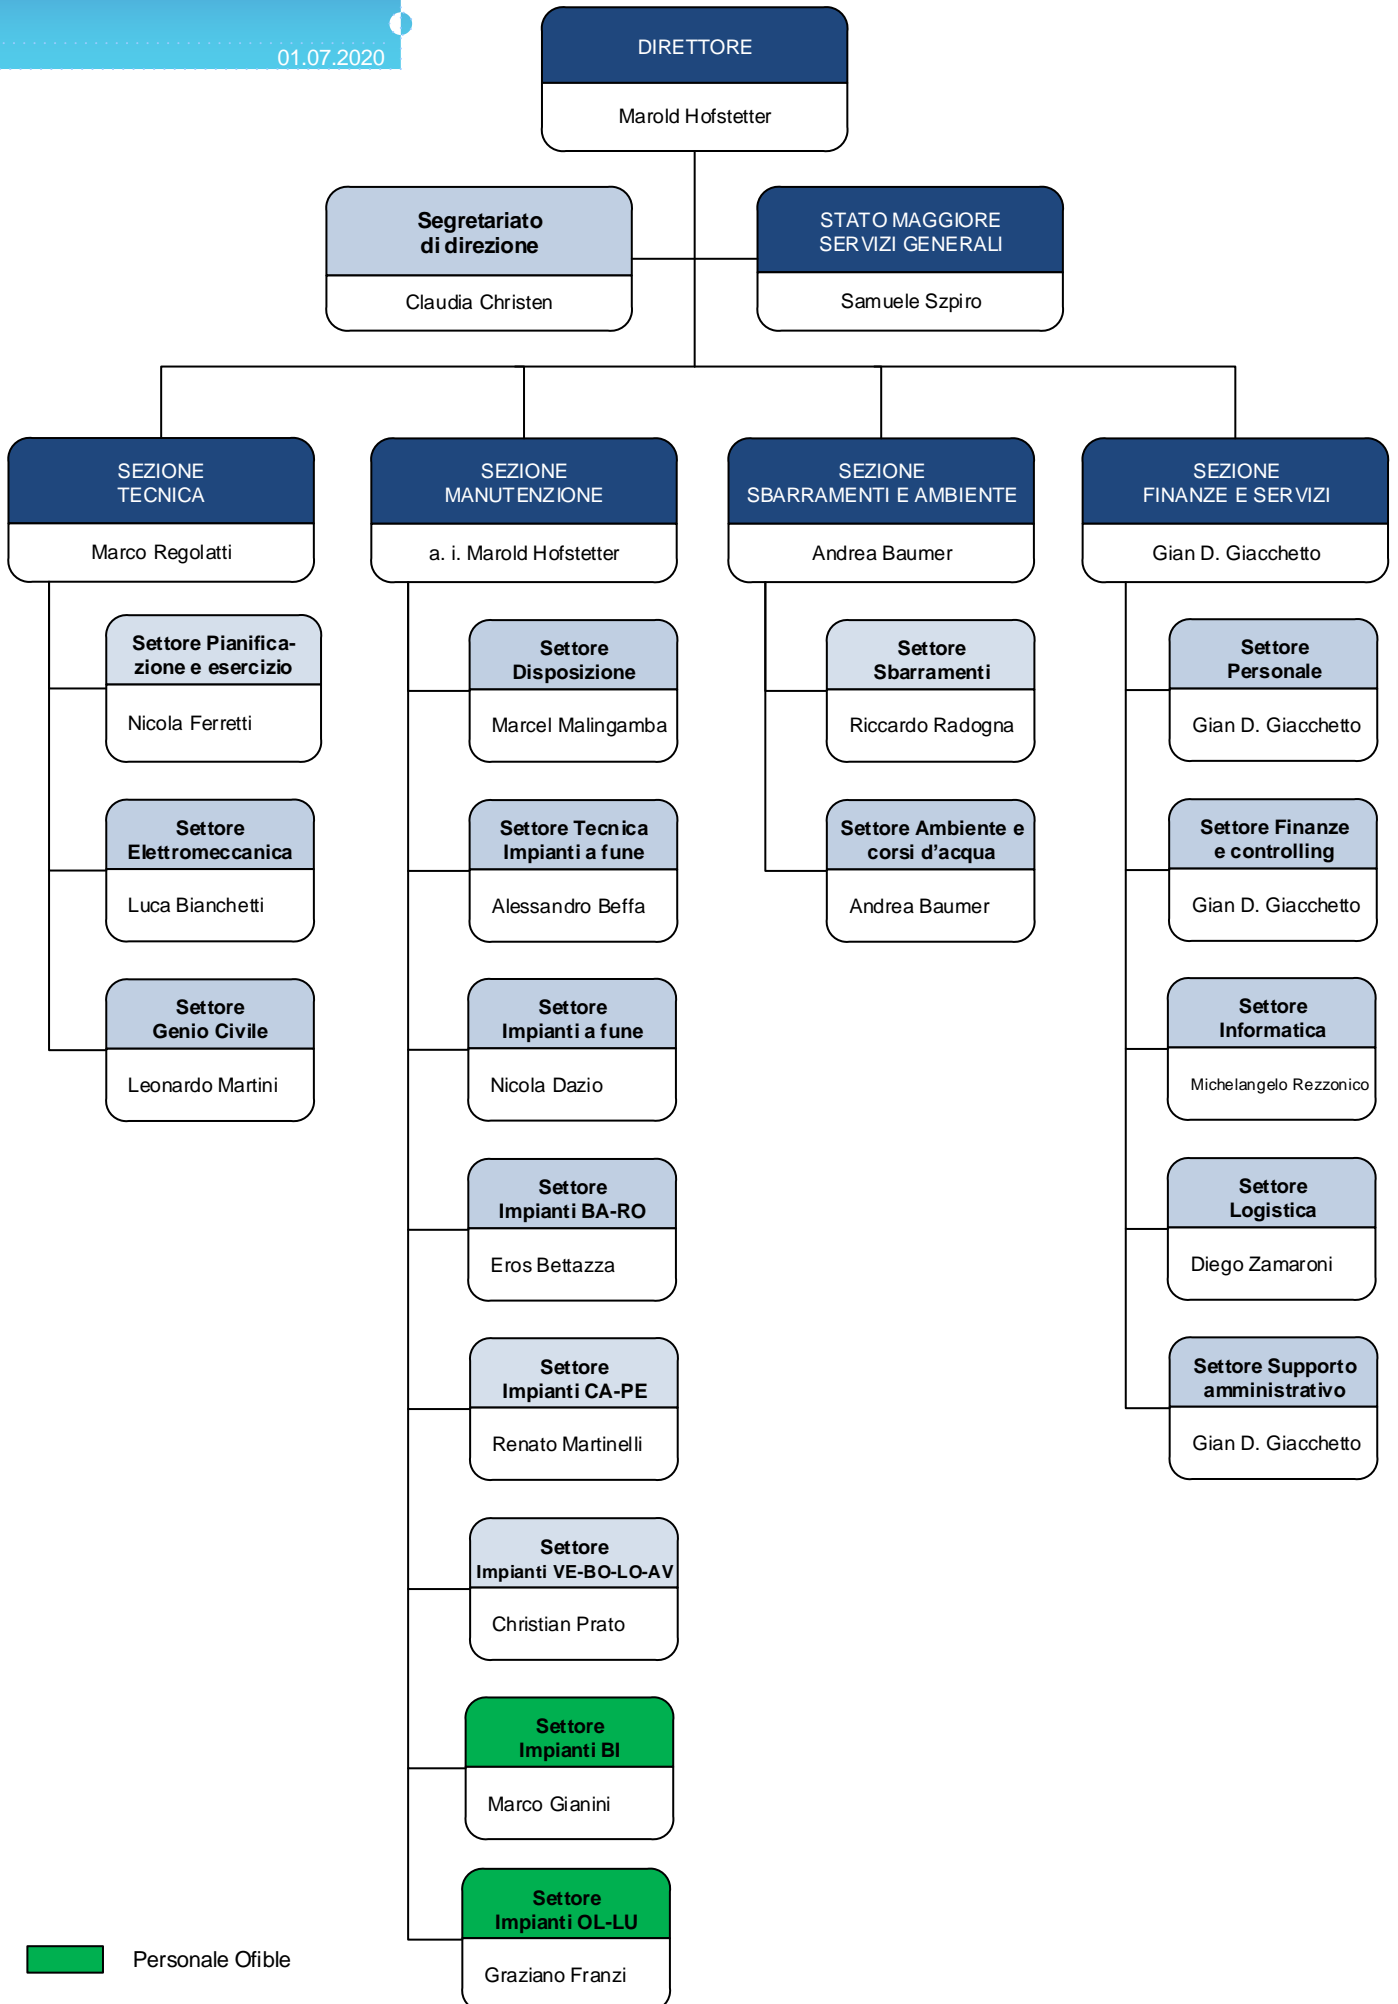 01.07.2020
DIRETTORE
Marold Hofstetter
Segretariato
di direzione
Claudia Christen
STATO MAGGIORE
SERVIZI GENERALI
Samuele Szpiro
SEZIONE
TECNICA
Marco Regolatti
Settore Pianifica-
zione e esercizio
Nicola Ferretti
Settore
Elettromeccanica
Luca Bianchetti
Settore
Genio Civile
Leonardo Martini
SEZIONE
MANUTENZIONE
a. i. Marold Hofstetter
Settore
Disposizione
Marcel Malingamba
Settore Tecnica
Impianti a fune
Alessandro Beffa
Settore
Impianti a fune
Nicola Dazio
Settore
Impianti BA-RO
Eros Bettazza
Settore
Impianti CA-PE
Renato Martinelli
Settore
Impianti VE-BO-LO-AV
Christian Prato
Settore
Impianti BI
Marco Gianini
Settore
Impianti OL-LU
Graziano Franzi
SEZIONE
SBARRAMENTI E AMBIENTE
Andrea Baumer
Settore
Sbarramenti
Riccardo Radogna
Settore Ambiente e
corsi d'acqua
Andrea Baumer
SEZIONE
FINANZE E SERVIZI
Gian D. Giacchetto
Settore
Personale
Gian D. Giacchetto
Settore Finanze
e controlling
Gian D. Giacchetto
Settore
Informatica
Michelangelo Rezzonico
Settore
Logistica
Diego Zamaroni
Settore Supporto
amministrativo
Gian D. Giacchetto
Personale Ofible